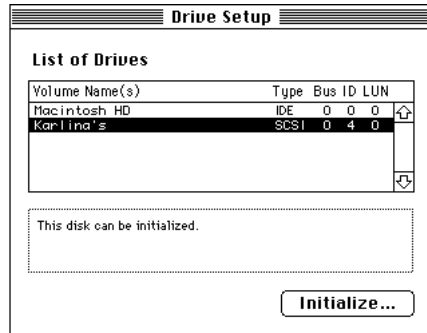 Drive Setup
List of Drives
Volume Name(s) Type Bus ID LUN
Macintosh HD IDE 0 0 0
Karlina's SCSI 0 4 0
This disk can be initialized.
Initialize...